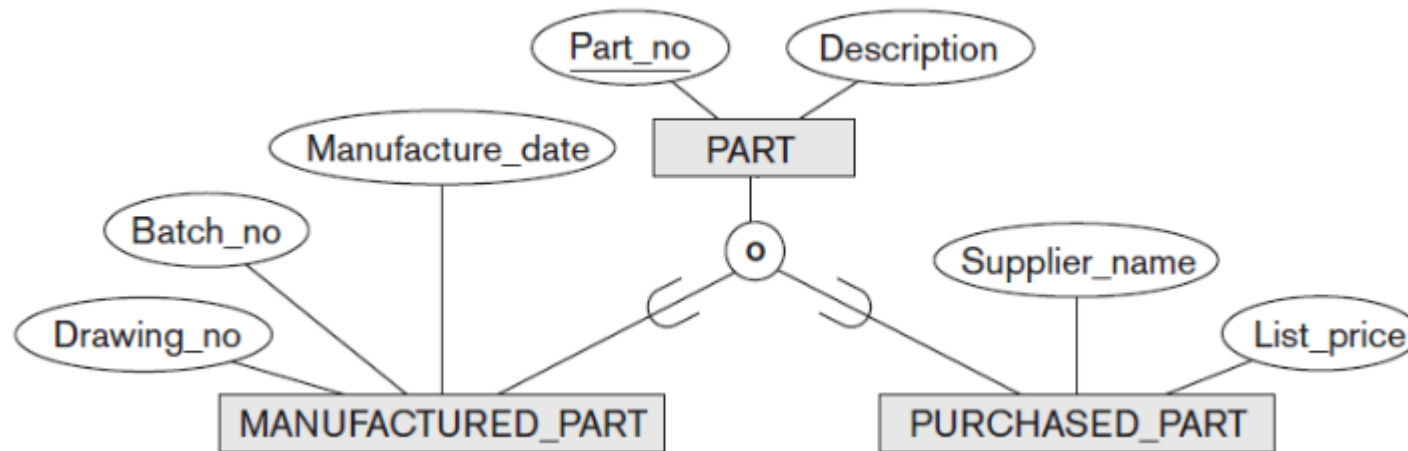 Part_no
Description
Manufacture_date
PART
Batch_no
o
Supplier_name
Drawing_no
List_price
MANUFACTURED_PART
PURCHASED_PART